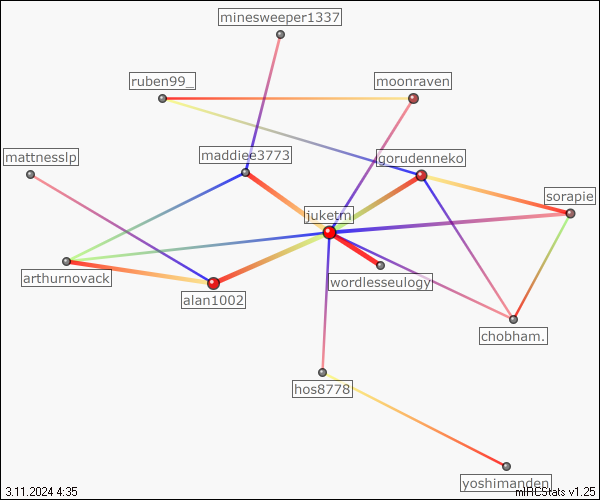 minesweeper1337
ruben99_
moonraven
mattnesslp
maddiee3773
gorudenneko
sorapie
juketm
arthurnovack
alan1002
wordlesseulogy
chobham.
hos8778
yoshimanden
3.11.2024 4:35
mIRCStats v1.25